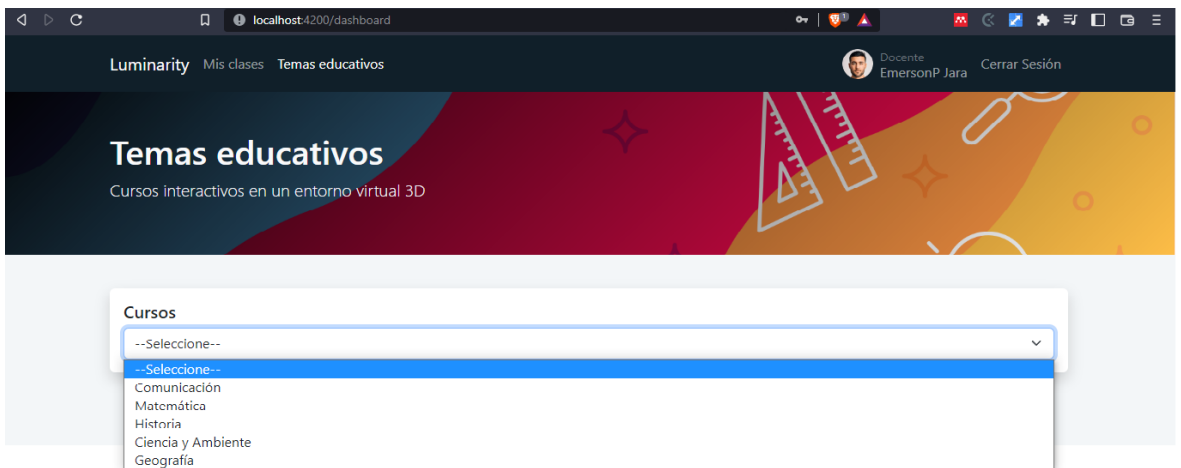 localhost:4200/dashboard
1
Luminarity Mis clases Temas educativos
Docente
EmersonP Jara
Cerrar Sesión
Temas educativos
Cursos interactivos en un entorno virtual 3D
Cursos
--Seleccione--
--Seleccione--
Comunicación
Matemática
Historia
Ciencia y Ambiente
Geografía